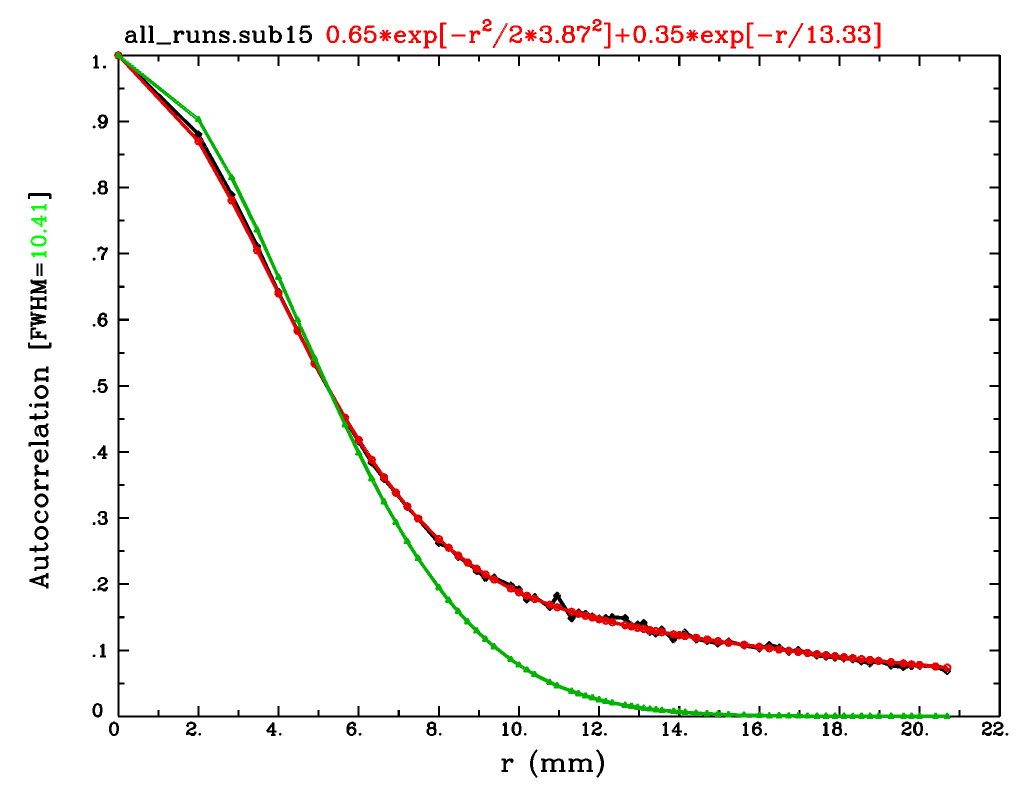 all_runs.sub15 0.65*exp[-r²/2*3.87²]+0.35*exp[-r/13.33]
1.
.9
.8
.7
.6
.5
.4
.3
.2
.1
0
Autocorrelation [FWHM=10.41]
0 2. 4. 6. 8. 10. 12. 14. 16. 18. 20. 22.
r (mm)